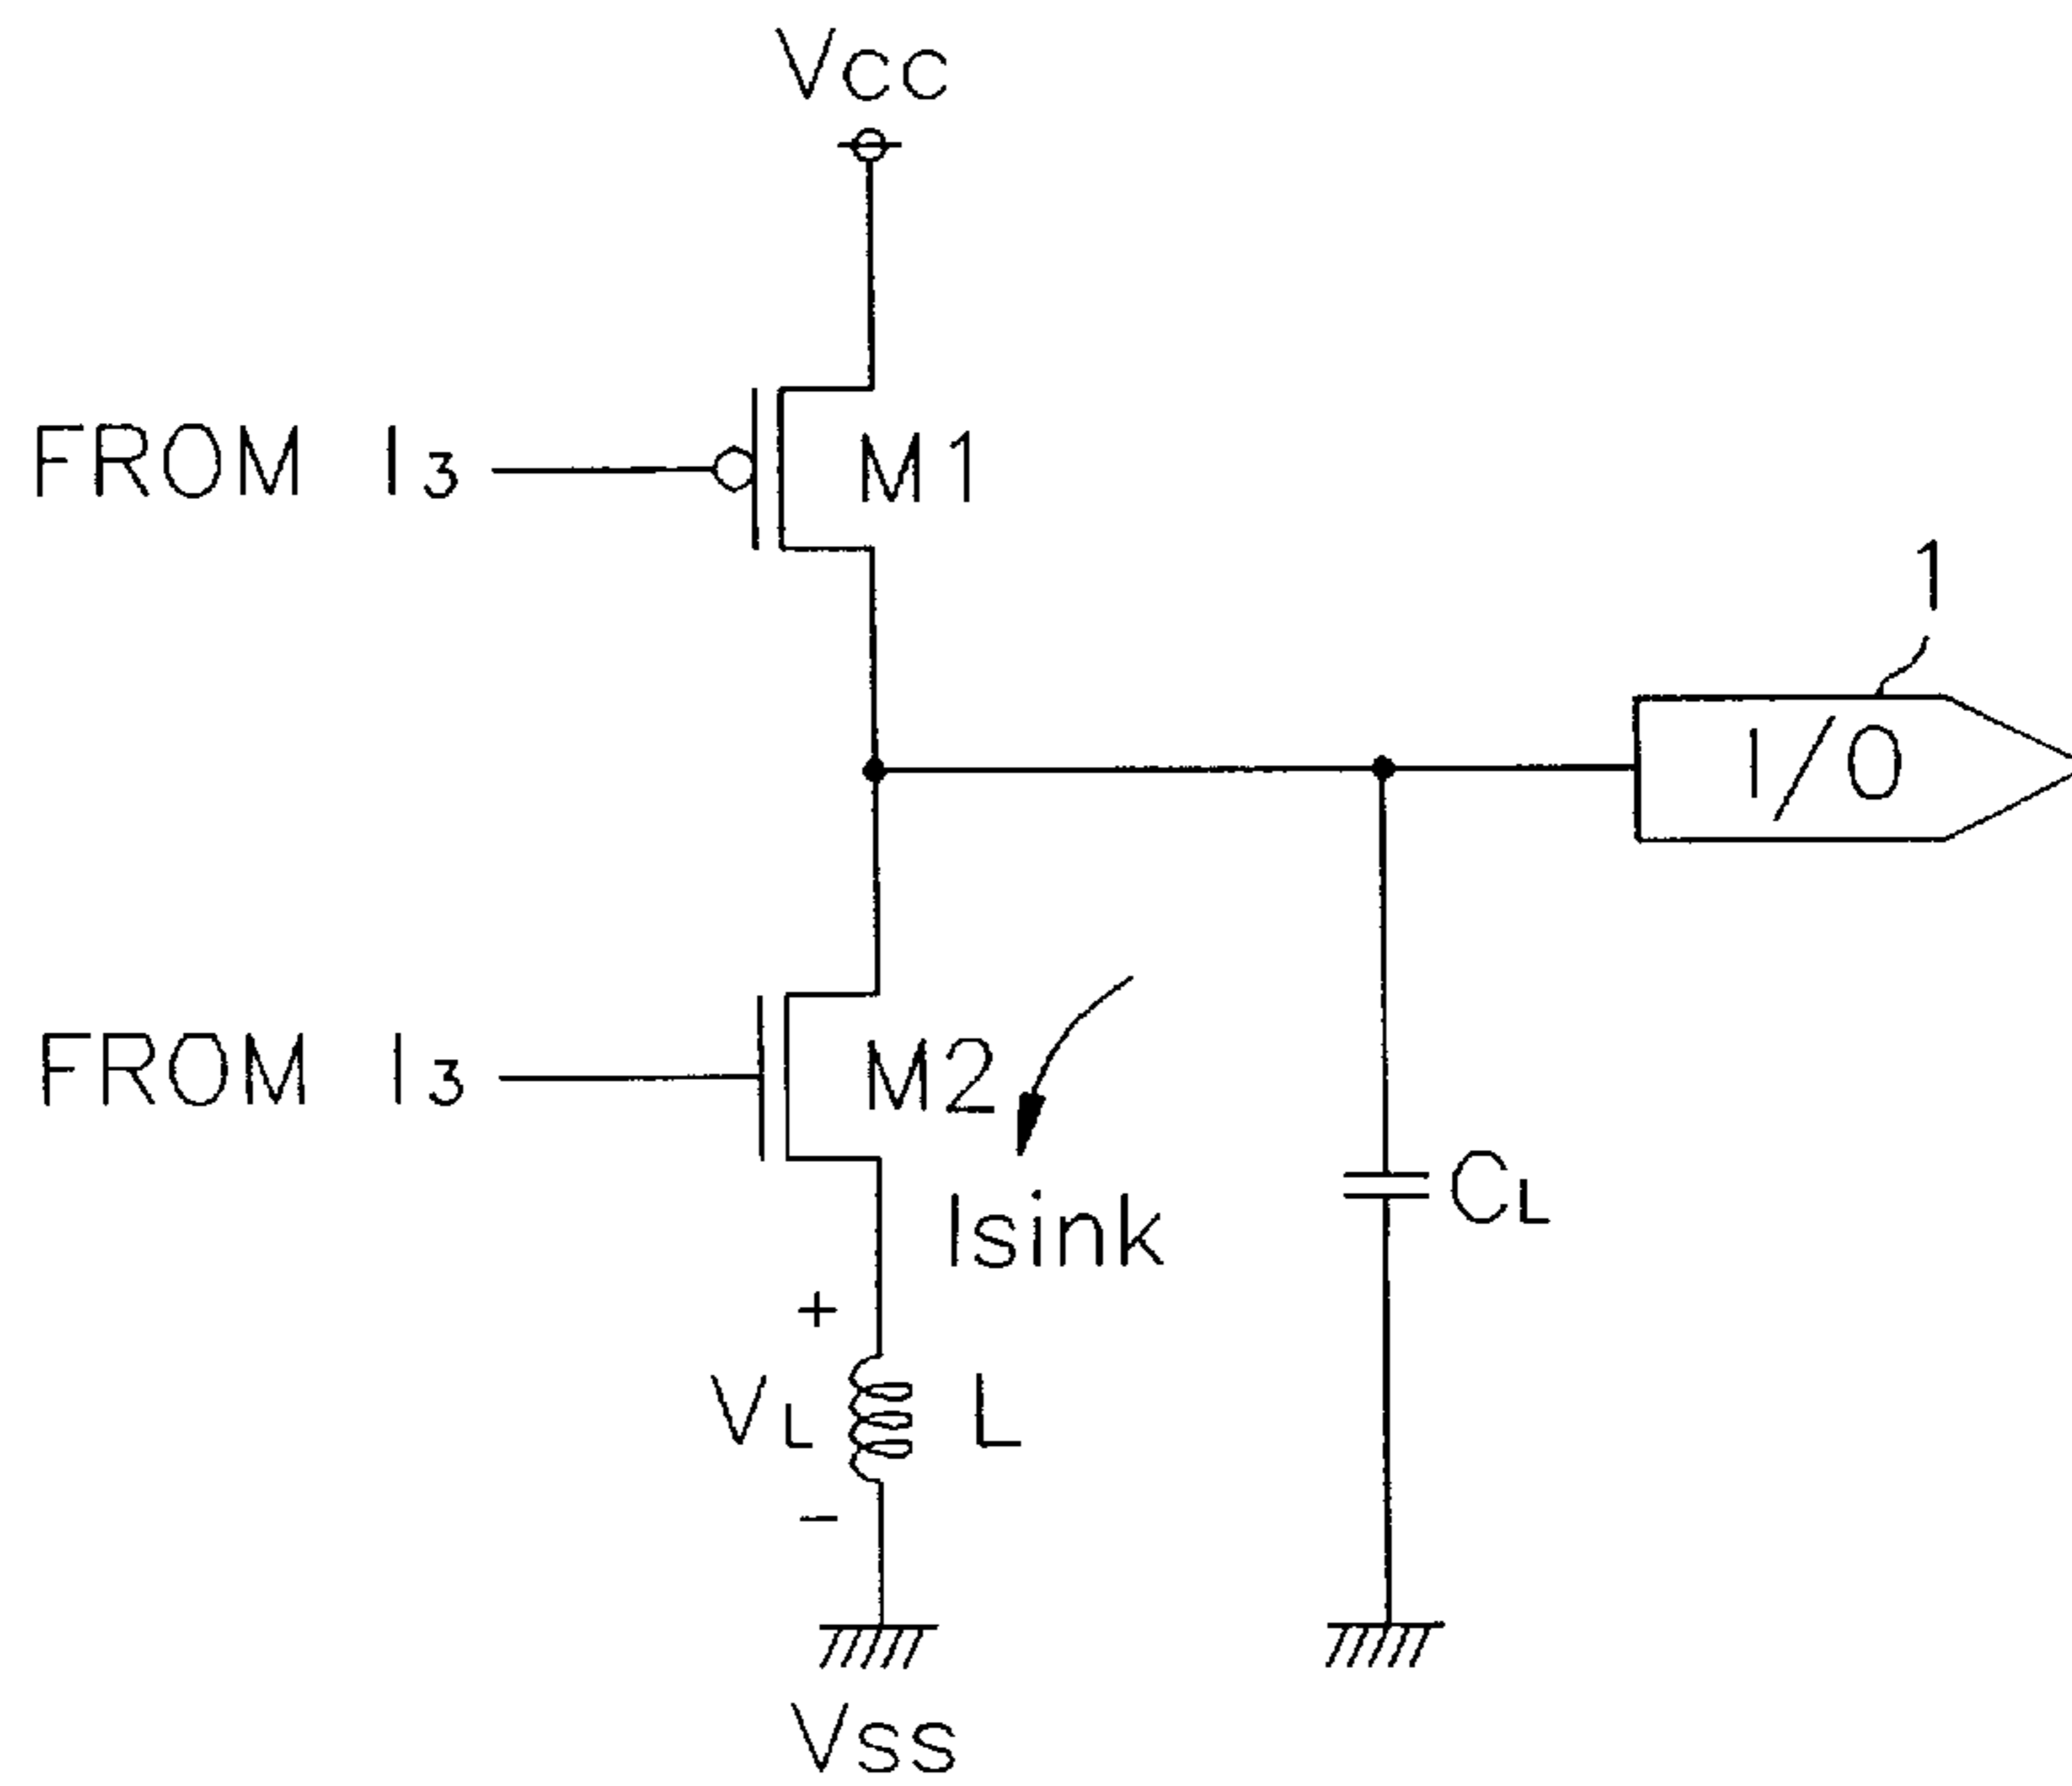 VCC
FROM I3
M1
1
I/O
FROM I3
M2
Isink
CL
+
VL
L
-
VSS